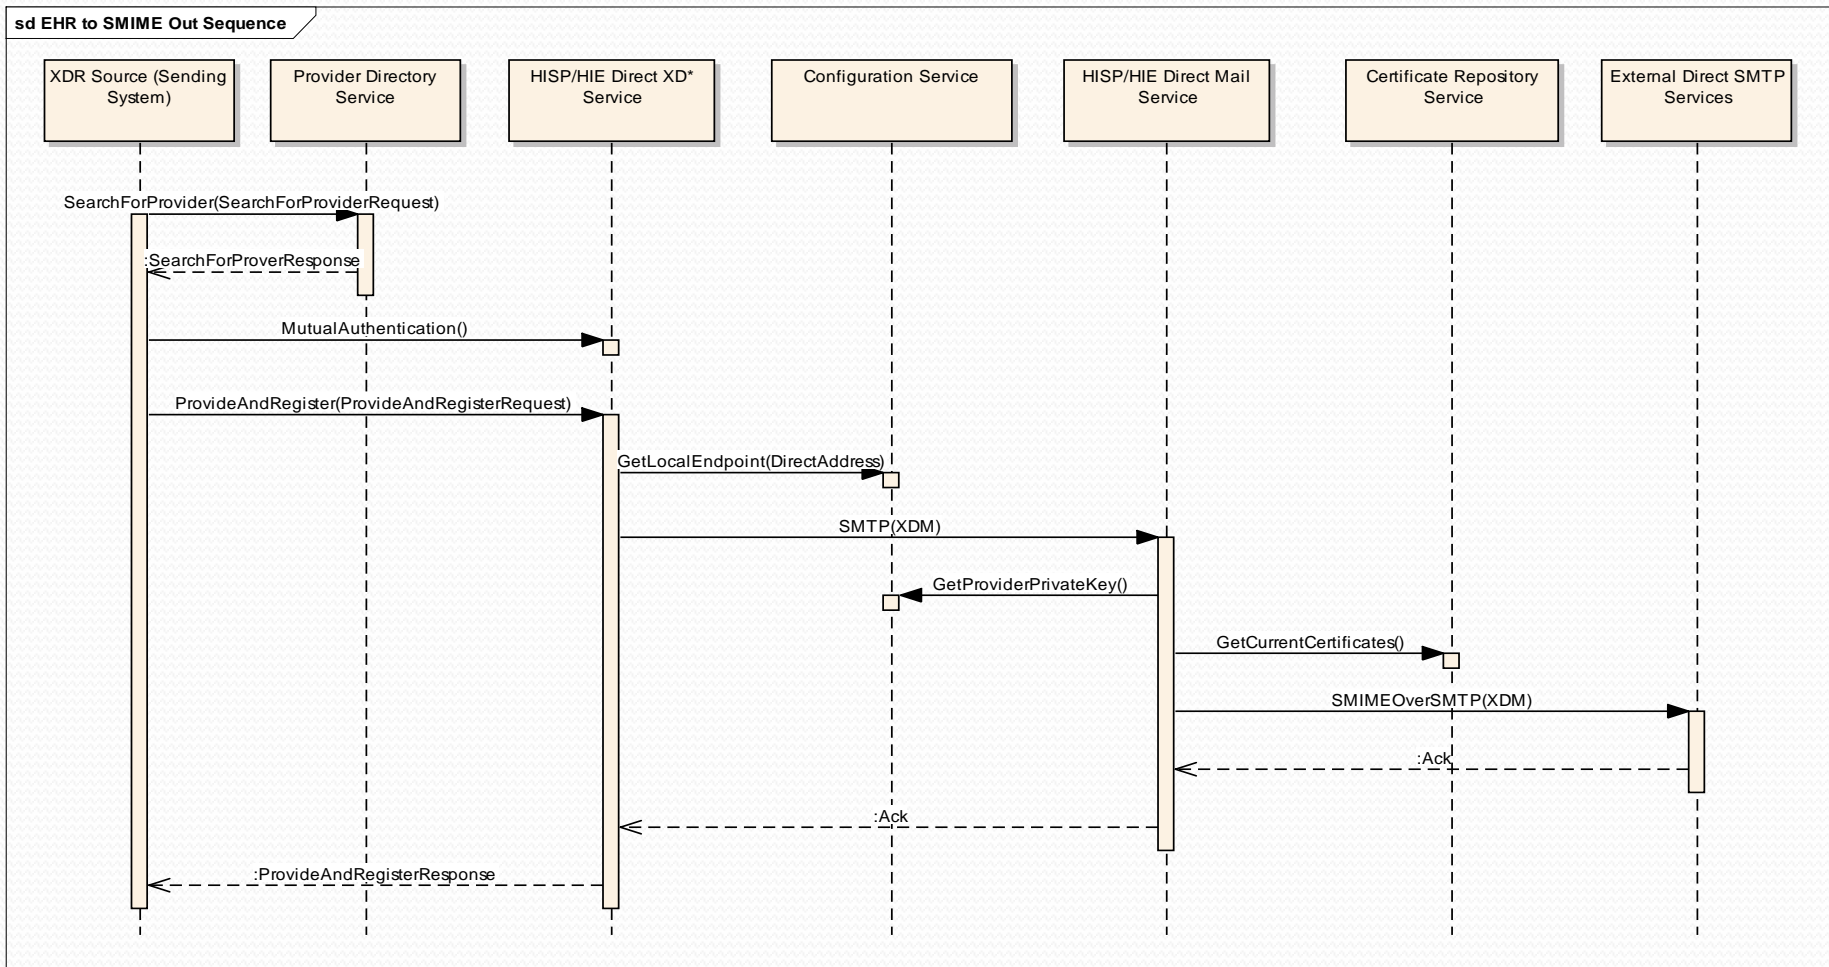 sd EHR to SMIME Out Sequence
XDR Source (Sending System)
Provider Directory Service
HISP/HIE Direct XD* Service
Configuration Service
HISP/HIE Direct Mail Service
Certificate Repository Service
External Direct SMTP Services
SearchForProvider(SearchForProviderRequest)
:SearchForProverResponse
MutualAuthentication()
ProvideAndRegister(ProvideAndRegisterRequest)
GetLocalEndpoint(DirectAddress)
SMTP(XDM)
GetProviderPrivateKey()
GetCurrentCertificates()
SMIMEOverSMTP(XDM)
:Ack
:Ack
:ProvideAndRegisterResponse